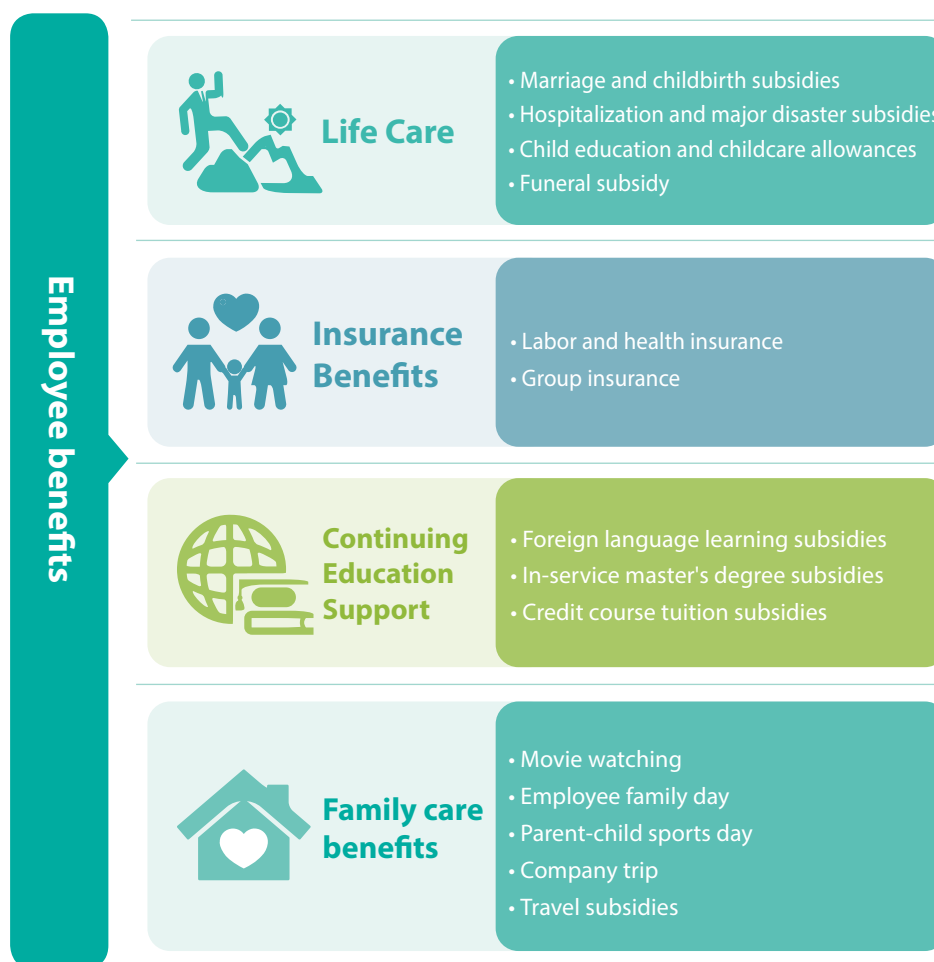 Employee benefits
Life Care
• Marriage and childbirth subsidies
• Hospitalization and major disaster subsidies
• Child education and childcare allowances
• Funeral subsidy
Insurance
Benefits
• Labor and health insurance
• Group insurance
Continuing
Education
Support
• Foreign language learning subsidies
• In-service master's degree subsidies
• Credit course tuition subsidies
Family care
benefits
• Movie watching
• Employee family day
• Parent-child sports day
• Company trip
• Travel subsidies